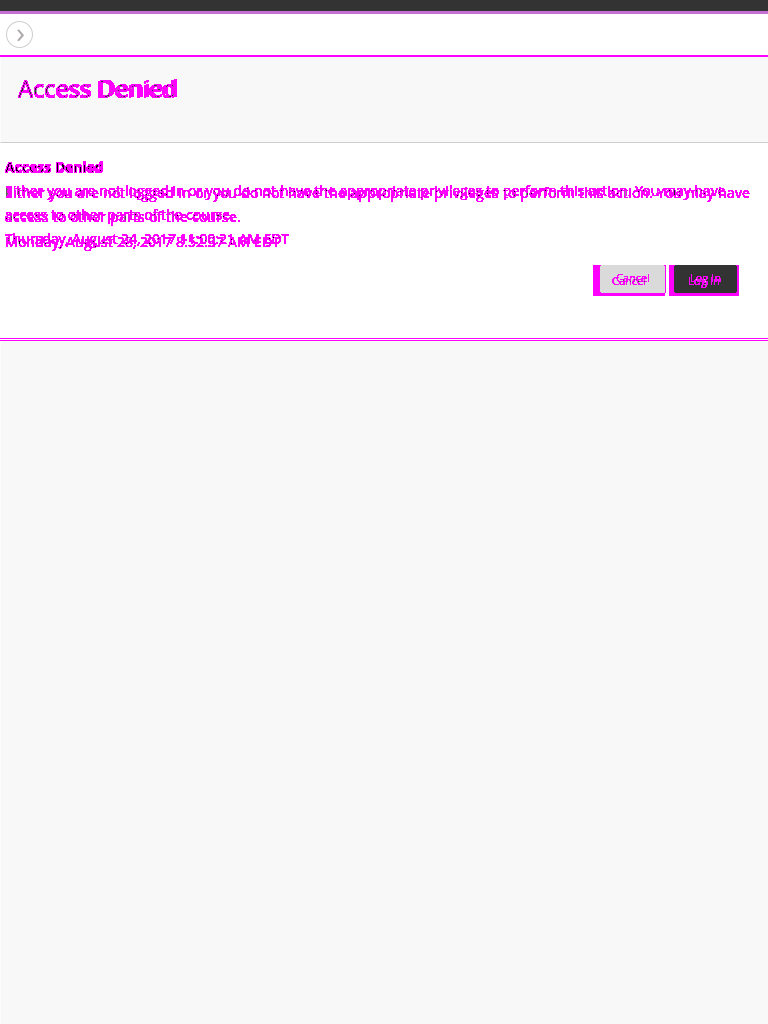 Access Denied
Access Denied
Either you are not logged in or you do not have the appropriate privileges to perform this action. You may have
access to other parts of the course.
Thursday, August 24, 2017 11:00:21 AM EDT
Monday, August 28, 2017 8:52:37 AM EDT
Cancel Log In